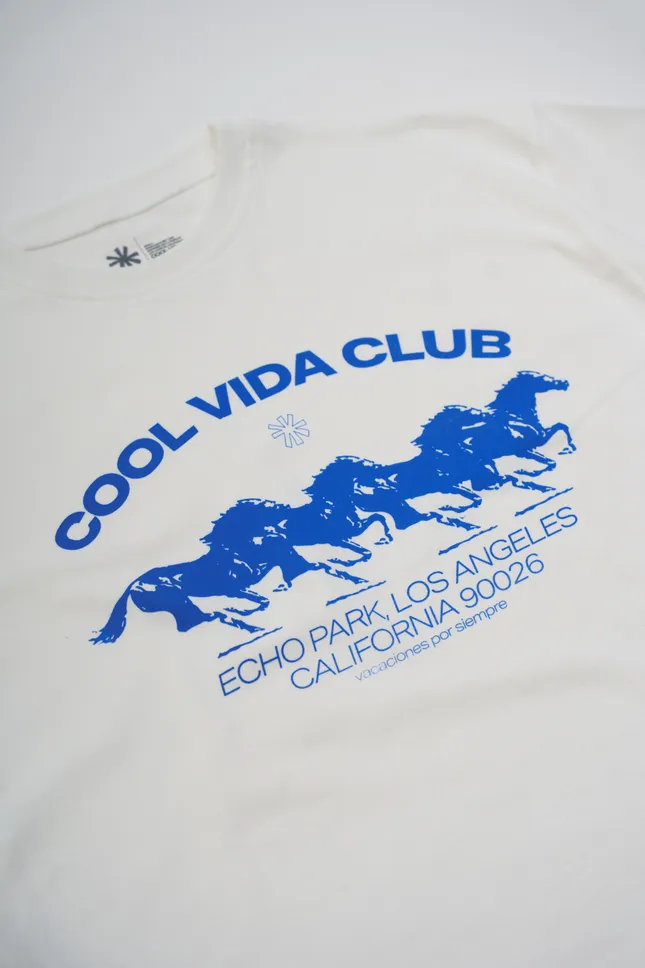 COOL VIDA CLUB
ECHO PARK, LOS ANGELES
CALIFORNIA 90026
vacaciones por siempre